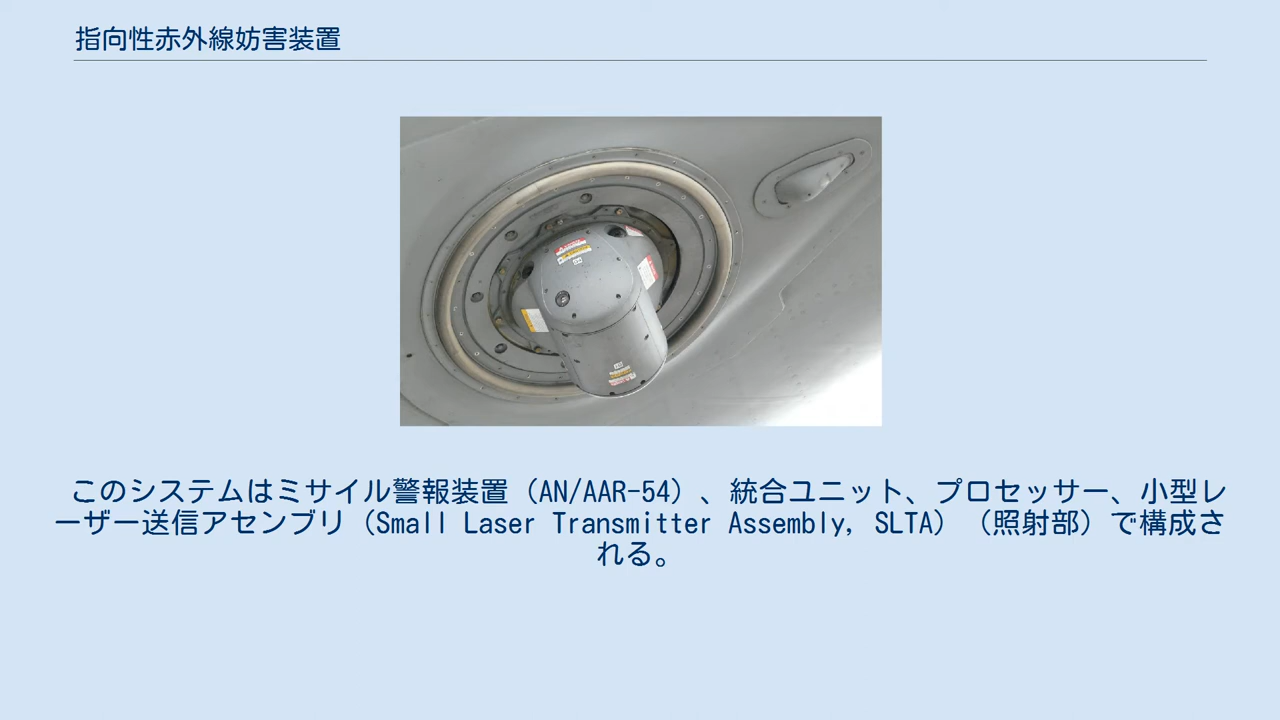 指向性赤外線妨害装置
このシステムはミサイル警報装置（AN/AAR-54）、統合ユニット、プロセッサー、小型レ
ーザー送信アセンブリ（Small Laser Transmitter Assembly, SLTA）（照射部）で構成さ
れる。